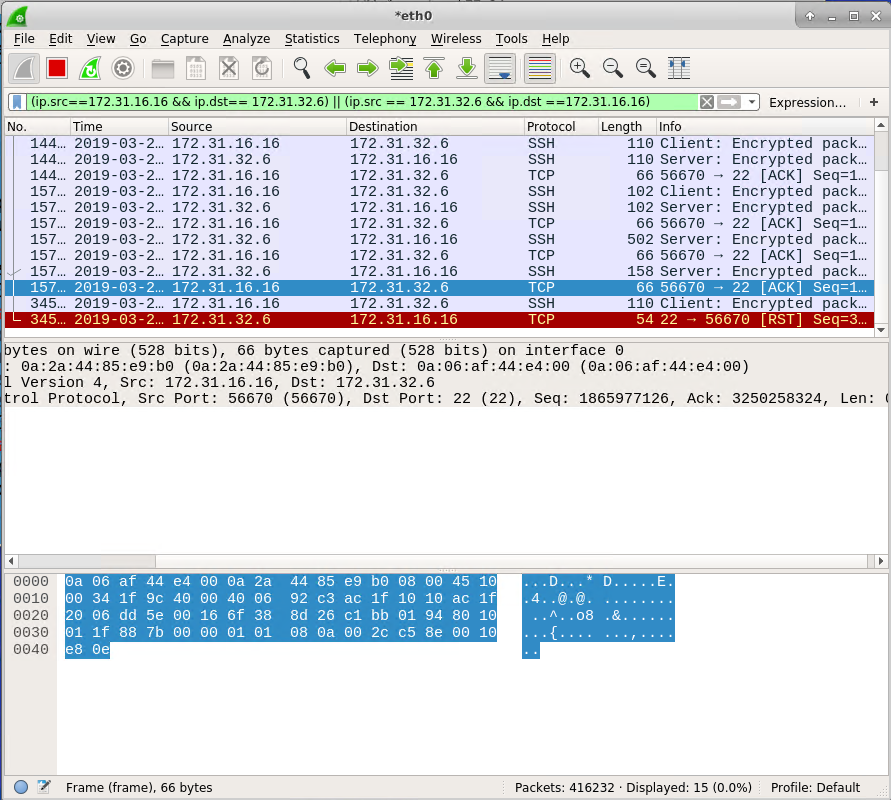 *eth0
File Edit View Go Capture Analyze Statistics Telephony Wireless Tools Help
(ip.src==172.31.16.16 && ip.dst== 172.31.32.6) || (ip.src == 172.31.32.6 && ip.dst ==172.31.16.16) Expression… +
No. Time Source Destination Protocol Length Info
144… 2019-03-2… 172.31.16.16 172.31.32.6 SSH 110 Client: Encrypted pack…
144… 2019-03-2… 172.31.32.6 172.31.16.16 SSH 110 Server: Encrypted pack…
144… 2019-03-2… 172.31.16.16 172.31.32.6 TCP 66 56670 → 22 [ACK] Seq=1…
157… 2019-03-2… 172.31.16.16 172.31.32.6 SSH 102 Client: Encrypted pack…
157… 2019-03-2… 172.31.32.6 172.31.16.16 SSH 102 Server: Encrypted pack…
157… 2019-03-2… 172.31.16.16 172.31.32.6 TCP 66 56670 → 22 [ACK] Seq=1…
157… 2019-03-2… 172.31.32.6 172.31.16.16 SSH 502 Server: Encrypted pack…
157… 2019-03-2… 172.31.16.16 172.31.32.6 TCP 66 56670 → 22 [ACK] Seq=1…
157… 2019-03-2… 172.31.32.6 172.31.16.16 SSH 158 Server: Encrypted pack…
157… 2019-03-2… 172.31.16.16 172.31.32.6 TCP 66 56670 → 22 [ACK] Seq=1…
345… 2019-03-2… 172.31.16.16 172.31.32.6 SSH 110 Client: Encrypted pack…
345… 2019-03-2… 172.31.32.6 172.31.16.16 TCP 54 22 → 56670 [RST] Seq=3…
bytes on wire (528 bits), 66 bytes captured (528 bits) on interface 0
: 0a:2a:44:85:e9:b0 (0a:2a:44:85:e9:b0), Dst: 0a:06:af:44:e4:00 (0a:06:af:44:e4:00)
l Version 4, Src: 172.31.16.16, Dst: 172.31.32.6
trol Protocol, Src Port: 56670 (56670), Dst Port: 22 (22), Seq: 1865977126, Ack: 3250258324, Len: 0
0000 0a 06 af 44 e4 00 0a 2a 44 85 e9 b0 08 00 45 10 ...D...* D.....E.
0010 00 34 1f 9c 40 00 40 06 92 c3 ac 1f 10 10 ac 1f .4..@.@. ........
0020 20 06 dd 5e 00 16 6f 38 8d 26 c1 bb 01 94 80 10 ..^..o8 .&......
0030 01 1f 88 7b 00 00 01 01 08 0a 00 2c c5 8e 00 10 ...{.... ...,....
0040 e8 0e ..
Frame (frame), 66 bytes Packets: 416232 · Displayed: 15 (0.0%) Profile: Default